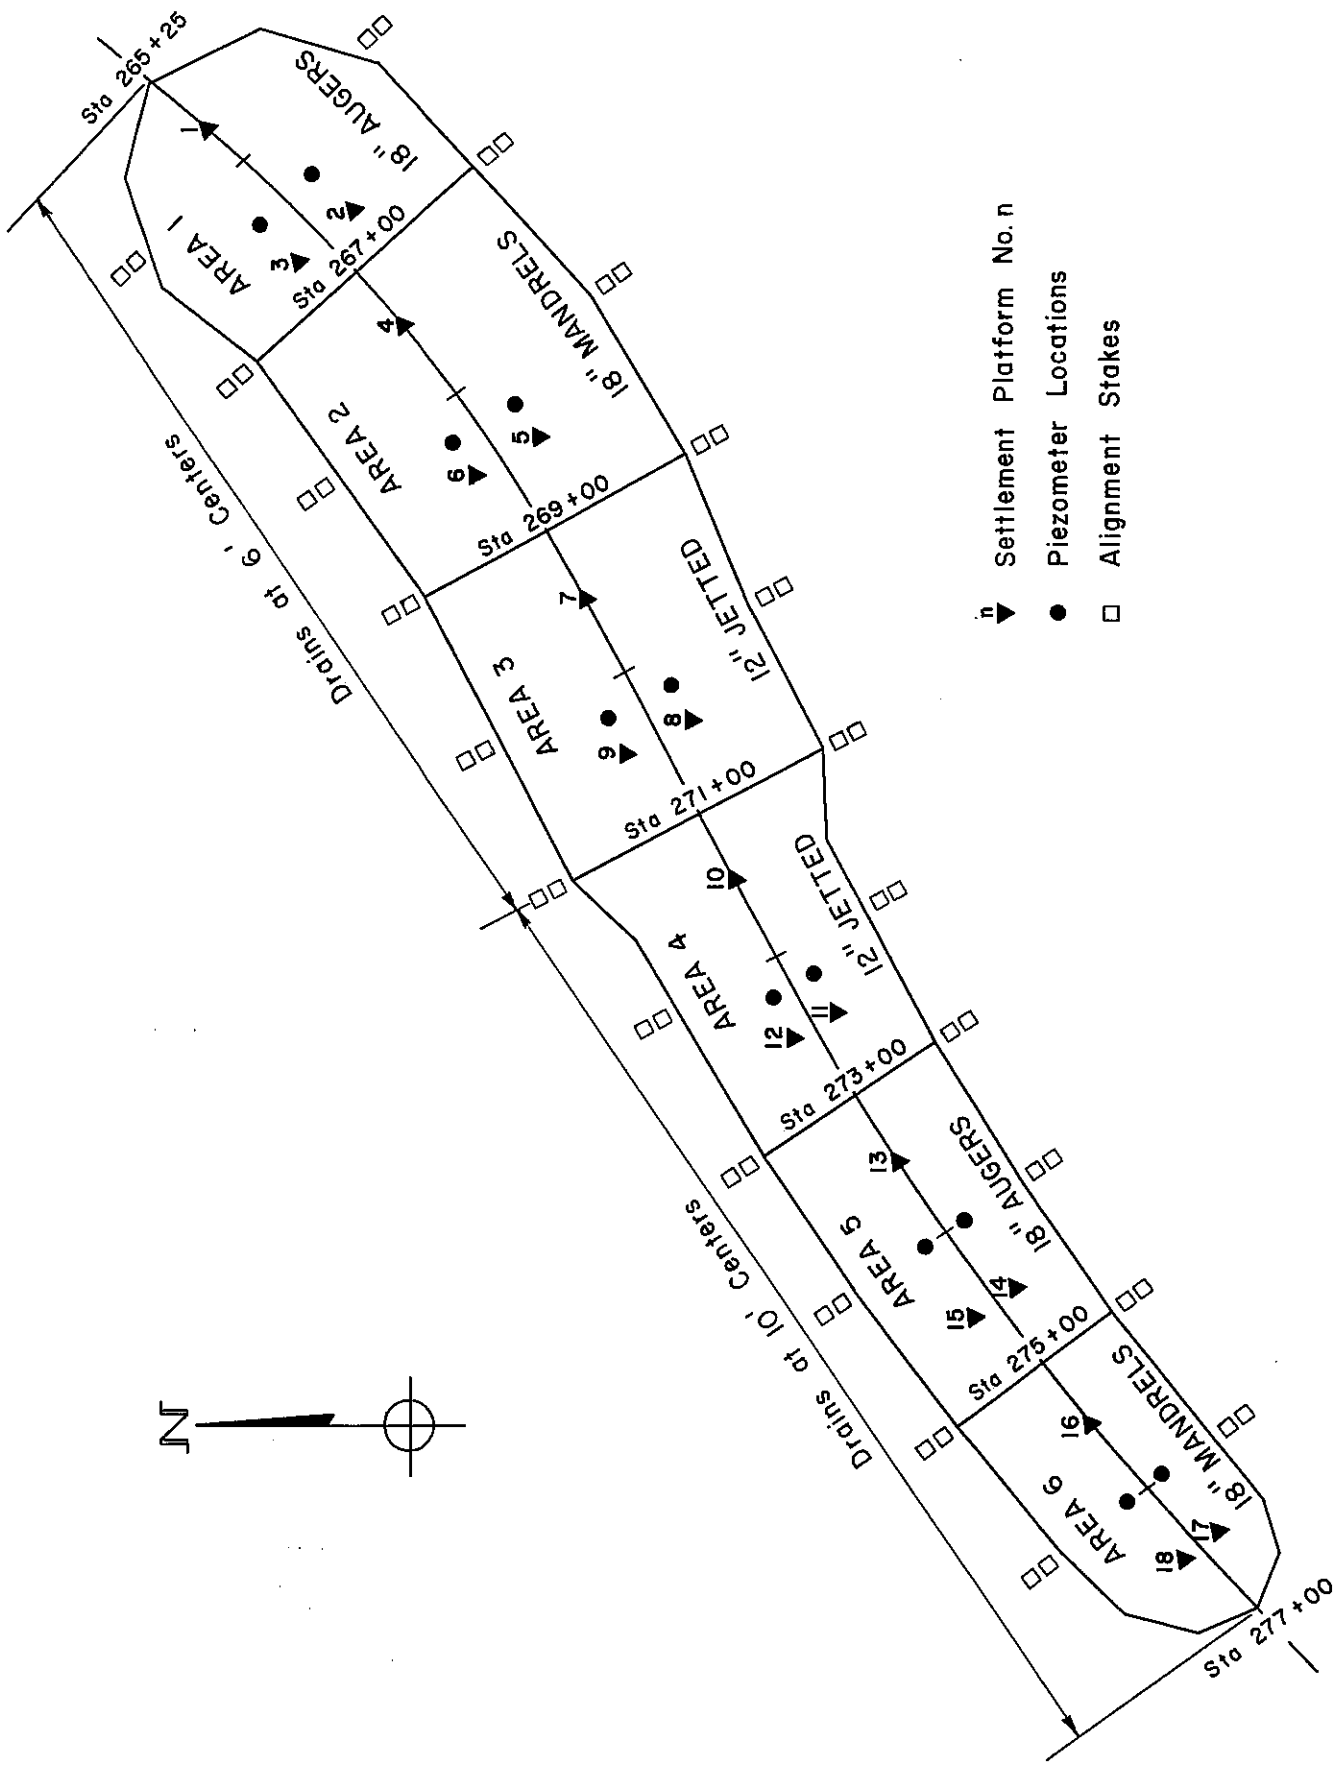 Sta 265+25
1
18" AUGERS
AREA 1
2
3
Sta 267+00
Drains at 6' Centers
4
18" MANDRELS
AREA 2
5
6
Sta 269+00
7
12" JETTED
AREA 3
8
9
Sta 271+00
10
12" JETTED
AREA 4
11
12
Sta 273+00
Drains at 10' Centers
13
18" AUGERS
AREA 5
14
15
Sta 275+00
16
18" MANDRELS
AREA 6
17
18
Sta 277+00
N
n Settlement Platform No. n
Piezometer Locations
Alignment Stakes